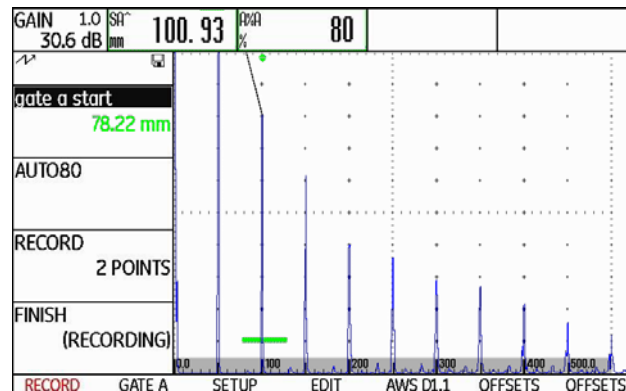 GAIN 1.0 SA^ 100.93 A%A 80
30.6 dB mm %
gate a start
78.22 mm
AUTO80
RECORD
2 POINTS
FINISH
(RECORDING)
0.0 100 200 300 400 500.0
RECORD GATE A SETUP EDIT AWS D1.1 OFFSETS OFFSETS